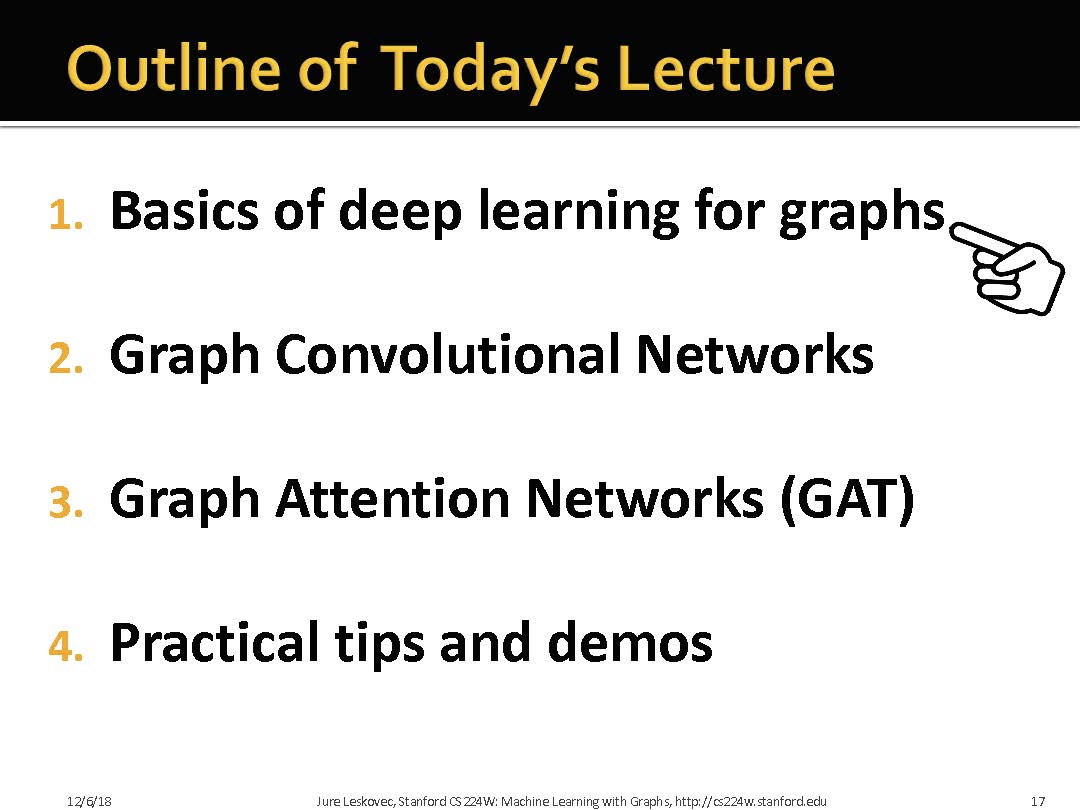 Outline of Today’s Lecture
1. Basics of deep learning for graphs
2. Graph Convolutional Networks
3. Graph Attention Networks (GAT)
4. Practical tips and demos
12/6/18
Jure Leskovec, Stanford CS224W: Machine Learning with Graphs, http://cs224w.stanford.edu
17